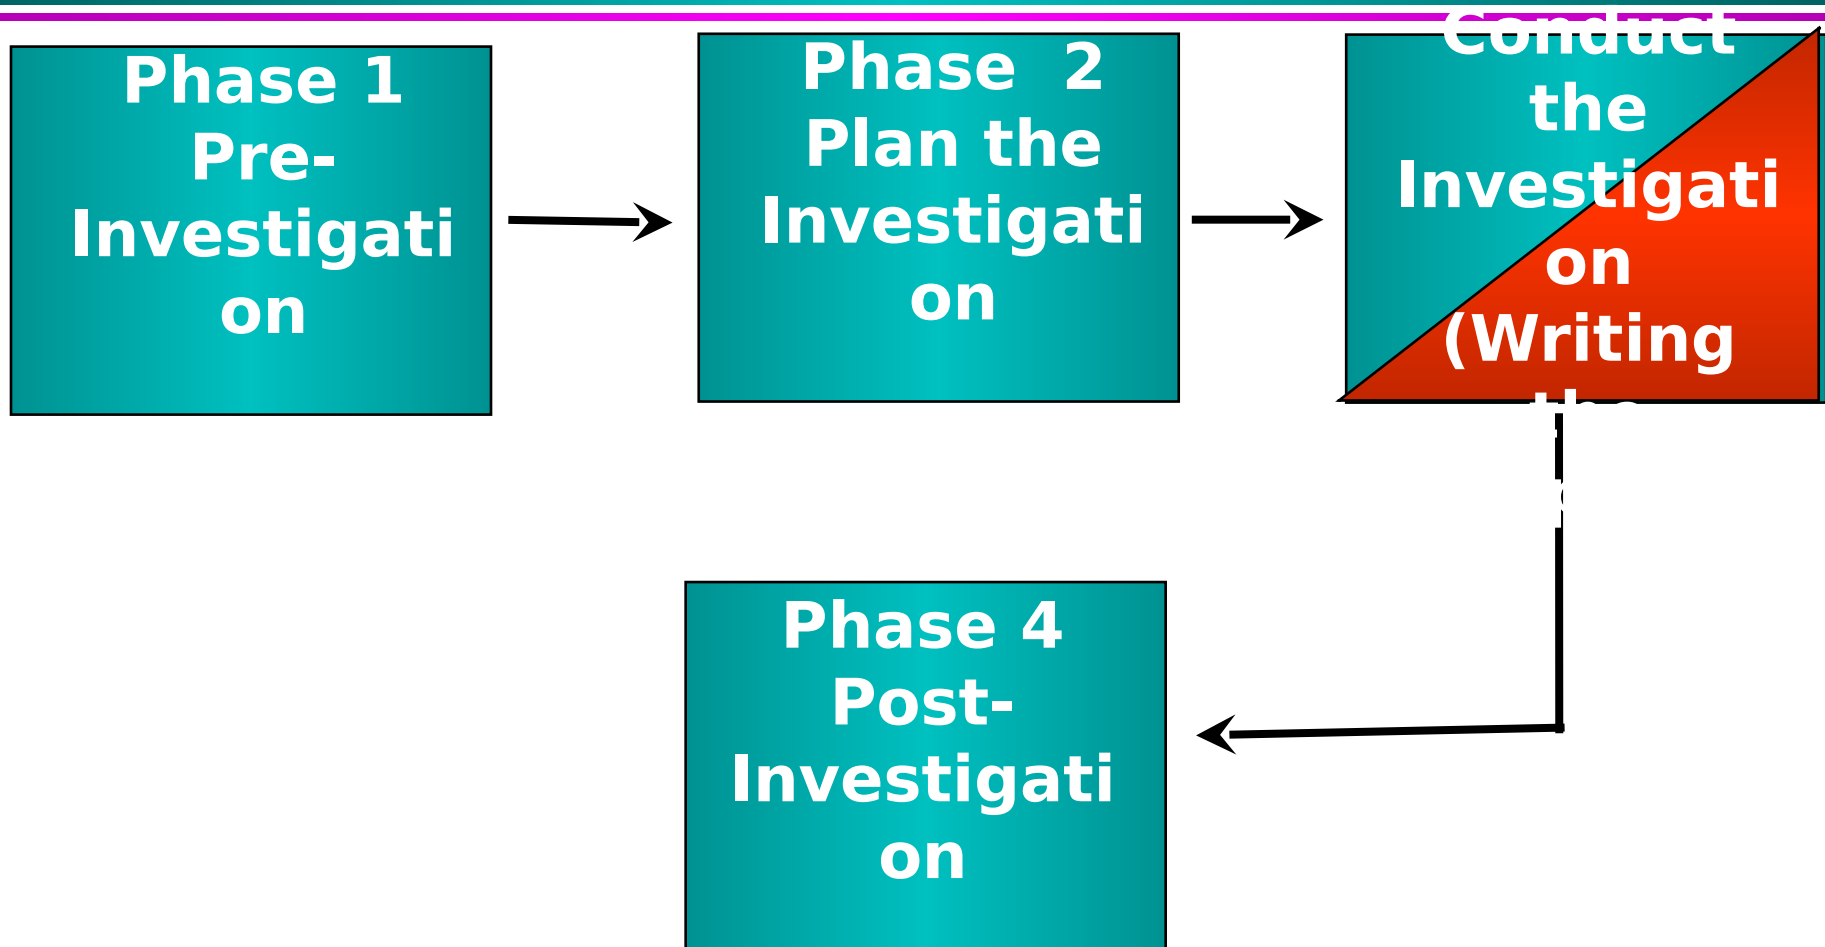 Phase 1
Pre-
Investigati
on
Phase 2
Plan the
Investigati
on
Conduct
the
Investigati
on
(Writing
the
Phase 4
Post-
Investigati
on